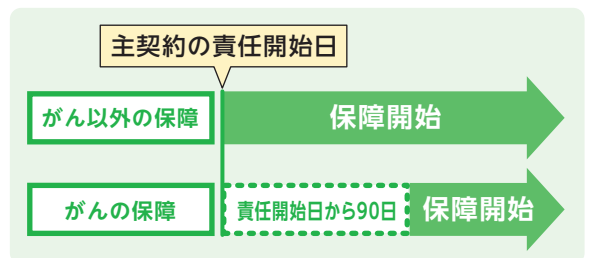 主契約の責任開始日
がん以外の保障
保障開始
がんの保障
責任開始日から90日
保障開始